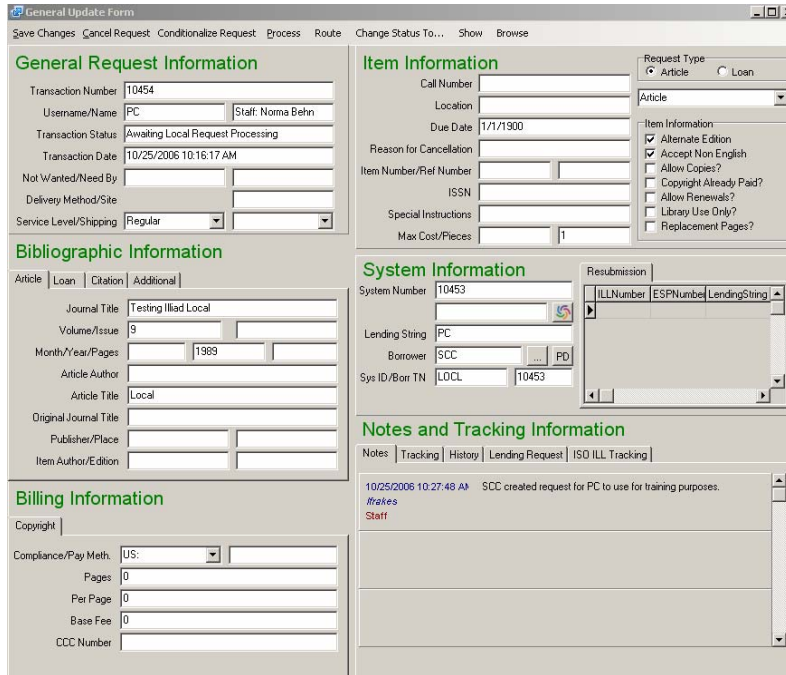 General Update Form
Save Changes Cancel Request Conditionalize Request Process Route Change Status To... Show Browse
General Request Information
Transaction Number 10454
Username/Name PC Staff: Norma Behn
Transaction Status Awaiting Local Request Processing
Transaction Date 10/25/2006 10:16:17 AM
Not Wanted/Need By
Delivery Method/Site
Service Level/Shipping Regular
Bibliographic Information
Article Loan Citation Additional
Journal Title Testing Illiad Local
Volume/Issue 9
Month/Year/Pages 1989
Article Author
Article Title Local
Original Journal Title
Publisher/Place
Item Author/Edition
Billing Information
Copyright
Compliance/Pay Meth. US:
Pages 0
Per Page 0
Base Fee 0
CCC Number
Item Information
Call Number
Location
Due Date 1/1/1900
Reason for Cancellation
Item Number/Ref Number
ISSN
Special Instructions
Max Cost/Pieces 1
Request Type
Article Loan
Article
Item Information
Alternate Edition
Accept Non English
Allow Copies?
Copyright Already Paid?
Allow Renewals?
Library Use Only?
Replacement Pages?
System Information
System Number 10453
Lending String PC
Borrower SCC ... PD
Sys ID/Borr TN LOCL 10453
Resubmission
ILLNumber ESPNumber LendingString
Notes and Tracking Information
Notes Tracking History Lending Request ISO ILL Tracking
10/25/2006 10:27:48 AM SCC created request for PC to use for training purposes.
lfrakes
Staff